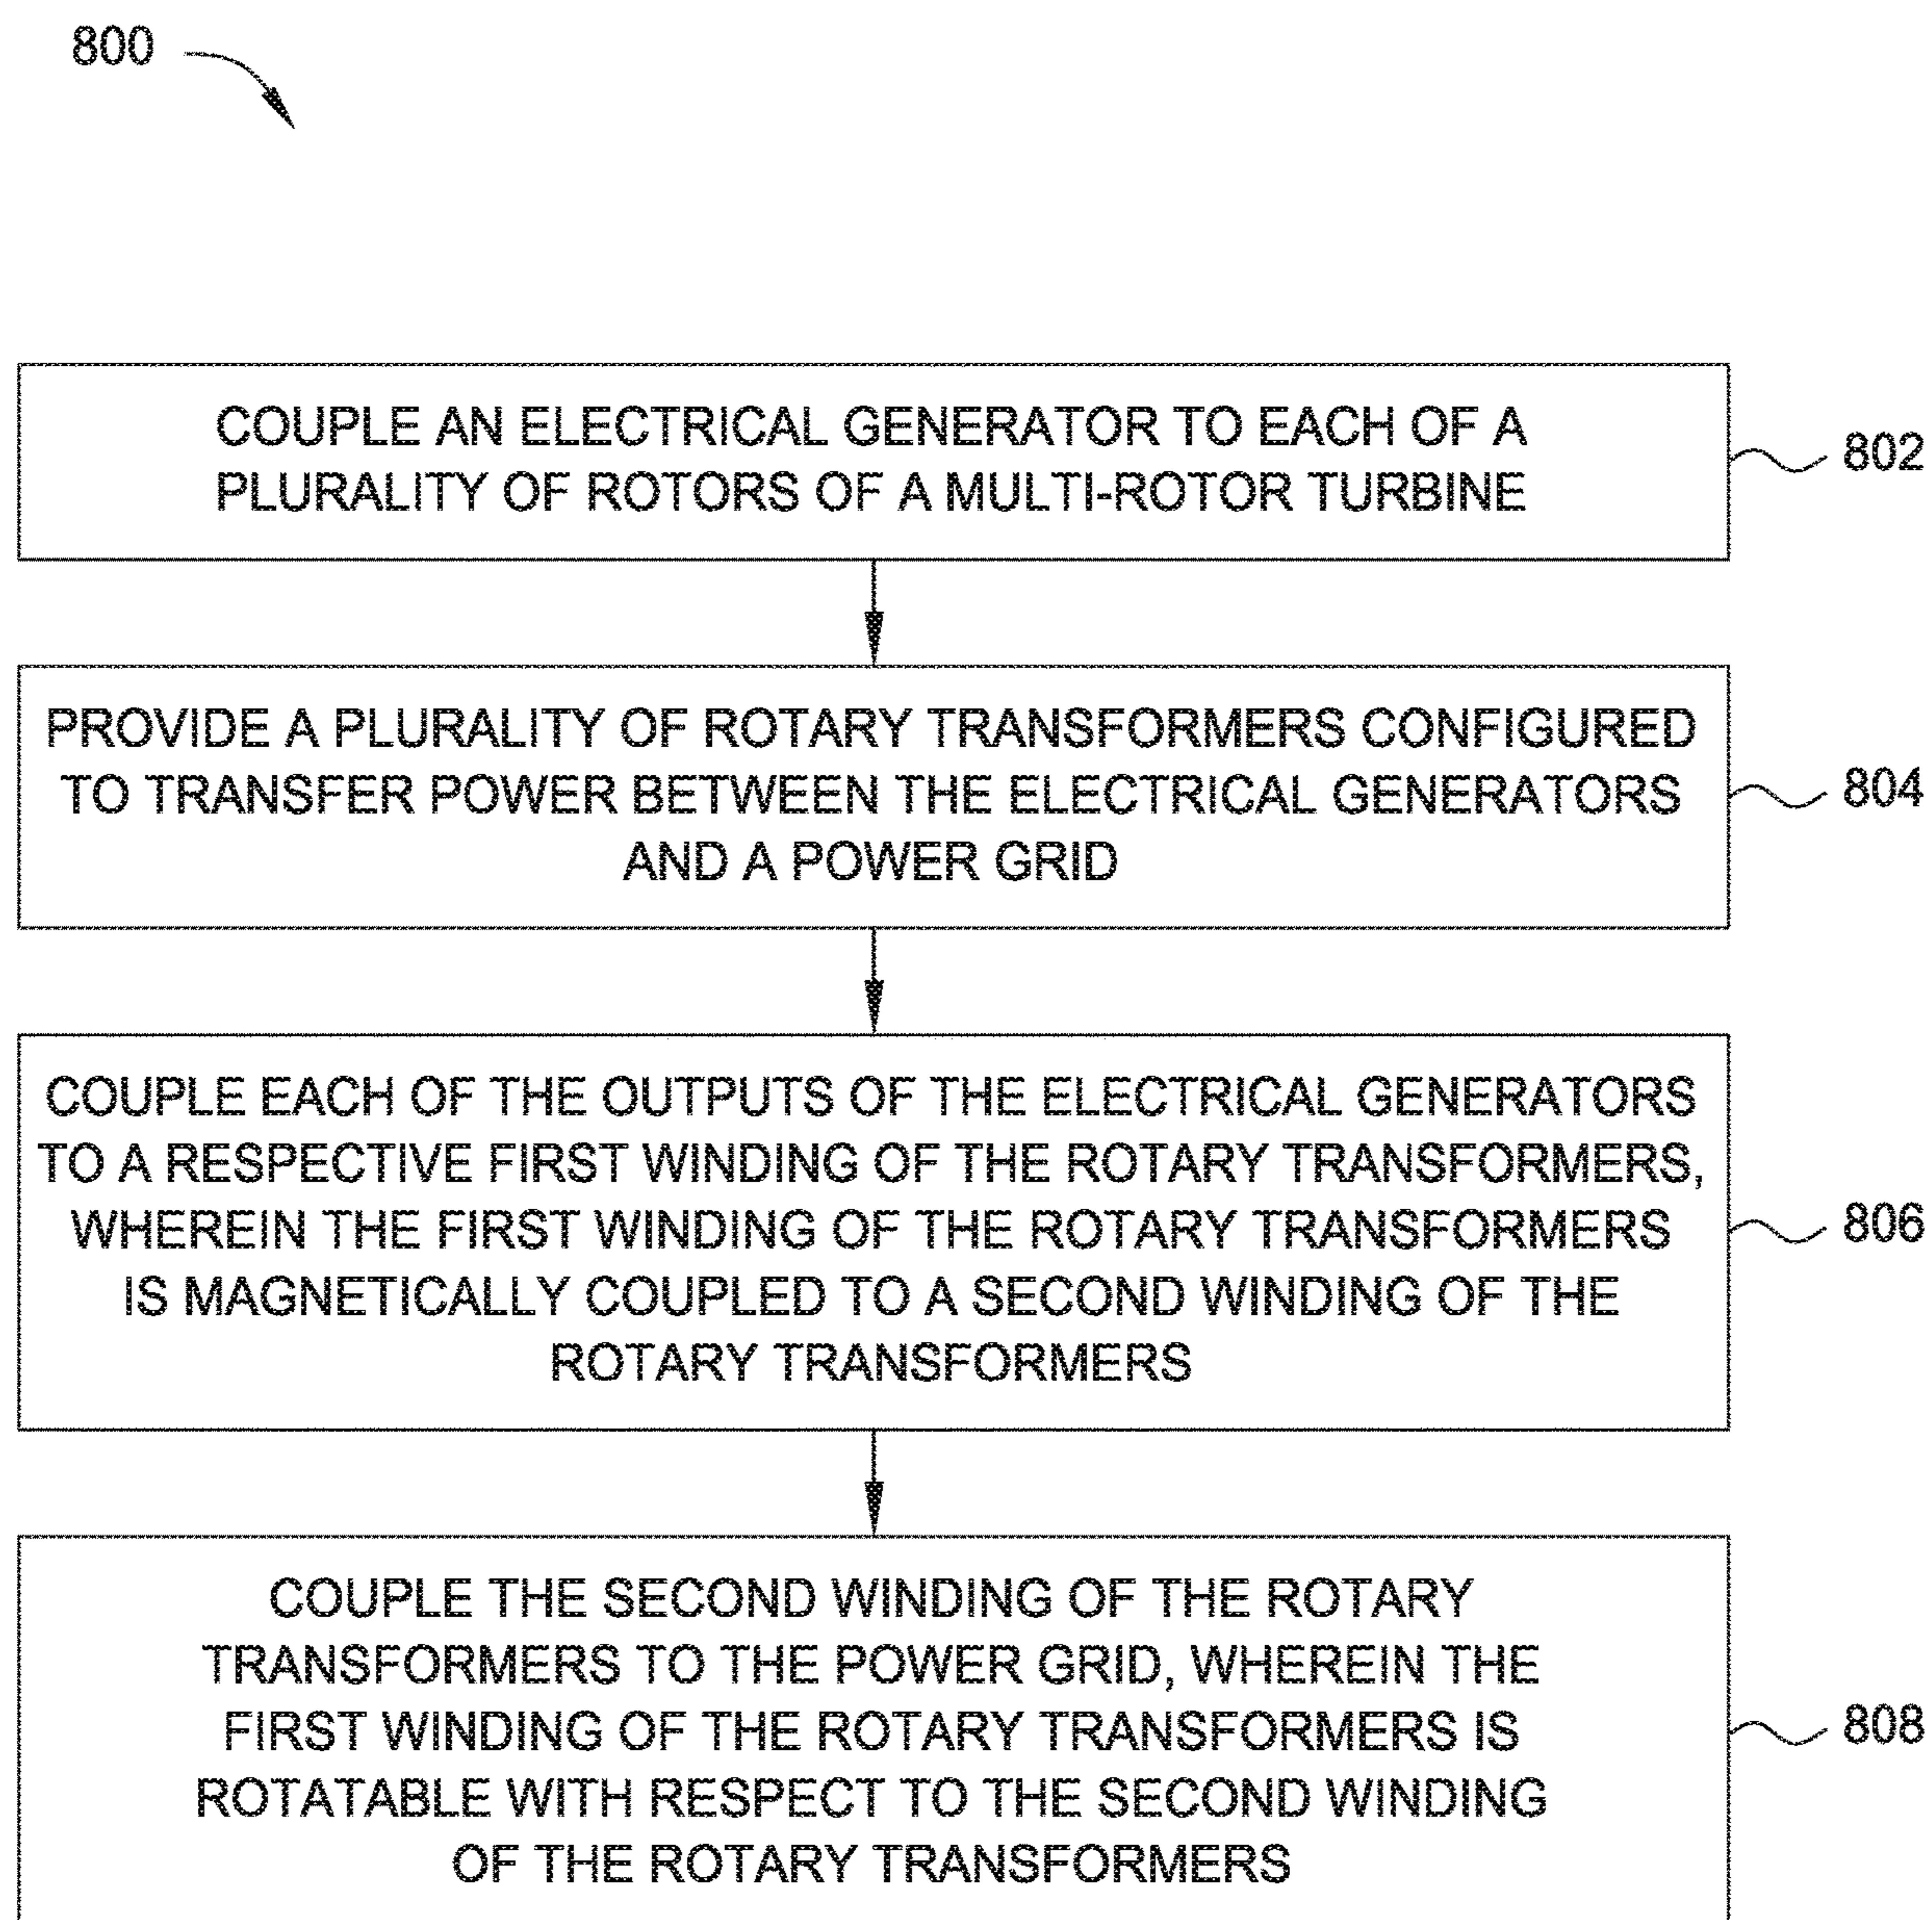 800
COUPLE AN ELECTRICAL GENERATOR TO EACH OF A
PLURALITY OF ROTORS OF A MULTI-ROTOR TURBINE
802
PROVIDE A PLURALITY OF ROTARY TRANSFORMERS CONFIGURED
TO TRANSFER POWER BETWEEN THE ELECTRICAL GENERATORS
AND A POWER GRID
804
COUPLE EACH OF THE OUTPUTS OF THE ELECTRICAL GENERATORS
TO A RESPECTIVE FIRST WINDING OF THE ROTARY TRANSFORMERS,
WHEREIN THE FIRST WINDING OF THE ROTARY TRANSFORMERS
IS MAGNETICALLY COUPLED TO A SECOND WINDING OF THE
ROTARY TRANSFORMERS
806
COUPLE THE SECOND WINDING OF THE ROTARY
TRANSFORMERS TO THE POWER GRID, WHEREIN THE
FIRST WINDING OF THE ROTARY TRANSFORMERS IS
ROTATABLE WITH RESPECT TO THE SECOND WINDING
OF THE ROTARY TRANSFORMERS
808